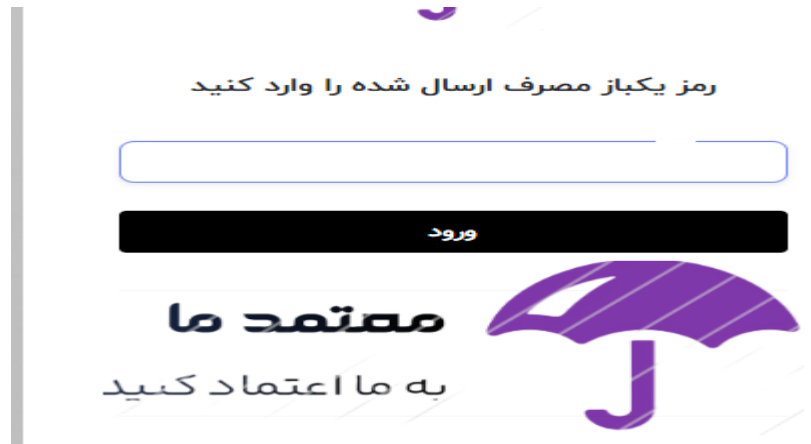 رمز یکباز مصرف ارسال شده را وارد کنید
ورود
معتمد ما
به ما اعتماد کنید